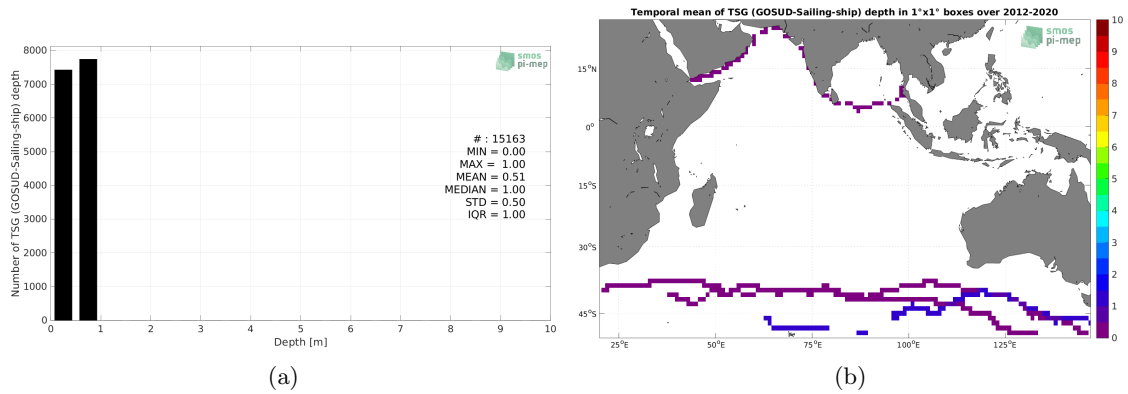 8000
7000
6000
5000
4000
3000
2000
1000
0
Number of TSG (GOSUD-Sailing-ship) depth
smos
pi-mep
# : 15163
MIN = 0.00
MAX = 1.00
MEAN = 0.51
MEDIAN = 1.00
STD = 0.50
IQR = 1.00
0 1 2 3 4 5 6 7 8 9 10
Depth [m]
(a)
Temporal mean of TSG (GOSUD-Sailing-ship) depth in 1°x1° boxes over 2012-2020
smos
pi-mep
15°N
0°
15°S
30°S
45°S
25°E 50°E 75°E 100°E 125°E
10
9
8
7
6
5
4
3
2
1
0
(b)